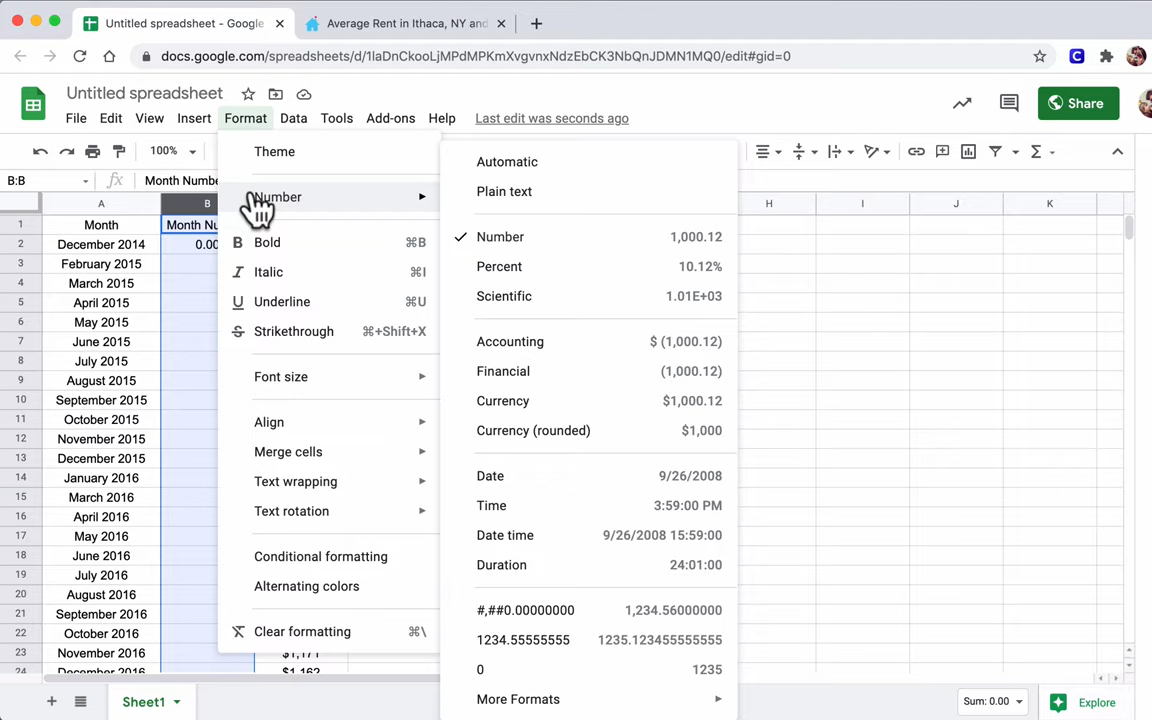 Untitled spreadsheet - Google
Average Rent in Ithaca, NY and
docs.google.com/spreadsheets/d/1laDnCkooLjMPdMPKmXvgvnxNdzEbCK3NbQnJDMN1MQ0/edit#gid=0
Untitled spreadsheet
Share
File Edit View Insert Format Data Tools Add-ons Help Last edit was seconds ago
100%
B:B fx Month Numbe
A B H I J K
1 Month Month Nu
2 December 2014 0.00
3 February 2015
4 March 2015
5 April 2015
6 May 2015
7 June 2015
8 July 2015
9 August 2015
10 September 2015
11 October 2015
12 November 2015
13 December 2015
14 January 2016
15 March 2016
16 April 2016
17 May 2016
18 June 2016
19 July 2016
20 August 2016
21 September 2016
22 October 2016
23 November 2016 $1,171
24 December 2016 $1,162
Theme
Number
B Bold ⌘B
I Italic ⌘I
U Underline ⌘U
S Strikethrough ⌘+Shift+X
Font size
Align
Merge cells
Text wrapping
Text rotation
Conditional formatting
Alternating colors
Clear formatting ⌘\
Automatic
Plain text
Number 1,000.12
Percent 10.12%
Scientific 1.01E+03
Accounting $ (1,000.12)
Financial (1,000.12)
Currency $1,000.12
Currency (rounded) $1,000
Date 9/26/2008
Time 3:59:00 PM
Date time 9/26/2008 15:59:00
Duration 24:01:00
#,##0.00000000 1,234.56000000
1234.55555555 1235.123455555555
0 1235
More Formats
Sheet1
Sum: 0.00
Explore